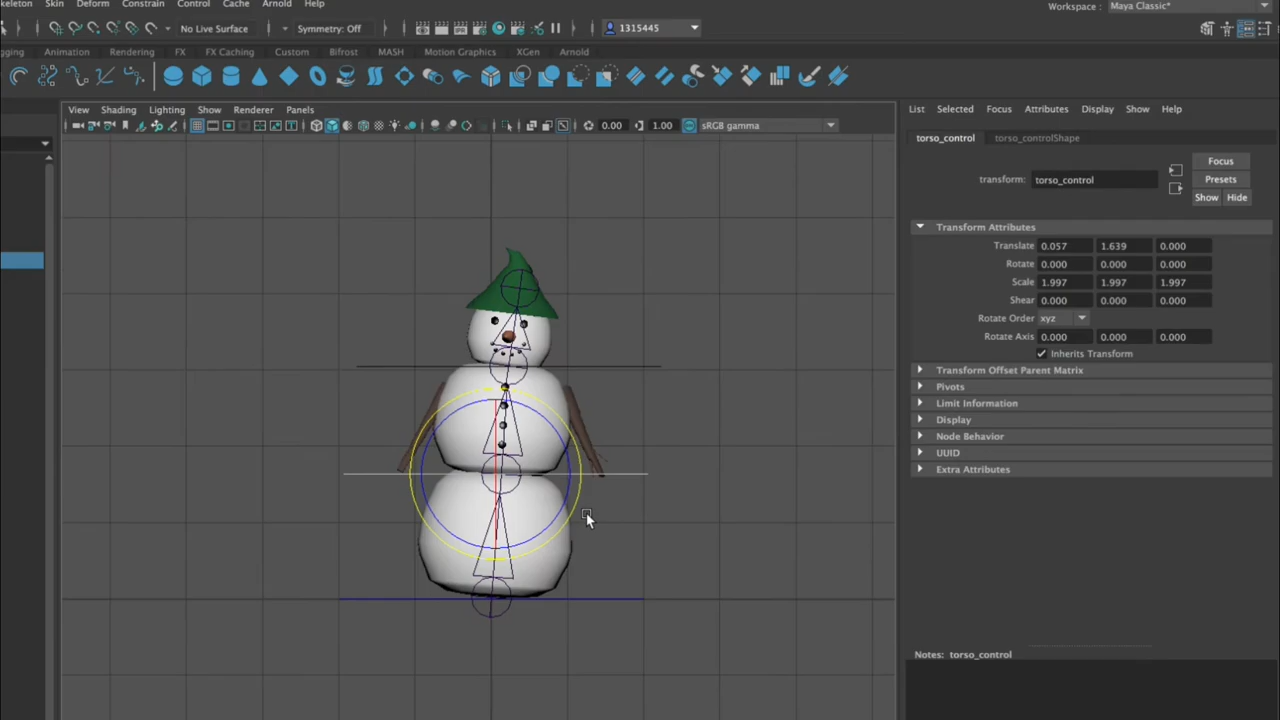 keleton Skin Deform Constrain Control Cache Arnold Help
Workspace : Maya Classic*
No Live Surface Symmetry: Off 1315445
gging Animation Rendering FX FX Caching Custom Bifrost MASH Motion Graphics XGen Arnold
View Shading Lighting Show Renderer Panels
0.00 1.00 sRGB gamma
List Selected Focus Attributes Display Show Help
torso_control torso_controlShape
transform: torso_control
Focus
Presets
Show Hide
Transform Attributes
Translate 0.057 1.639 0.000
Rotate 0.000 0.000 0.000
Scale 1.997 1.997 1.997
Shear 0.000 0.000 0.000
Rotate Order xyz
Rotate Axis 0.000 0.000 0.000
Inherits Transform
Transform Offset Parent Matrix
Pivots
Limit Information
Display
Node Behavior
UUID
Extra Attributes
Notes: torso_control